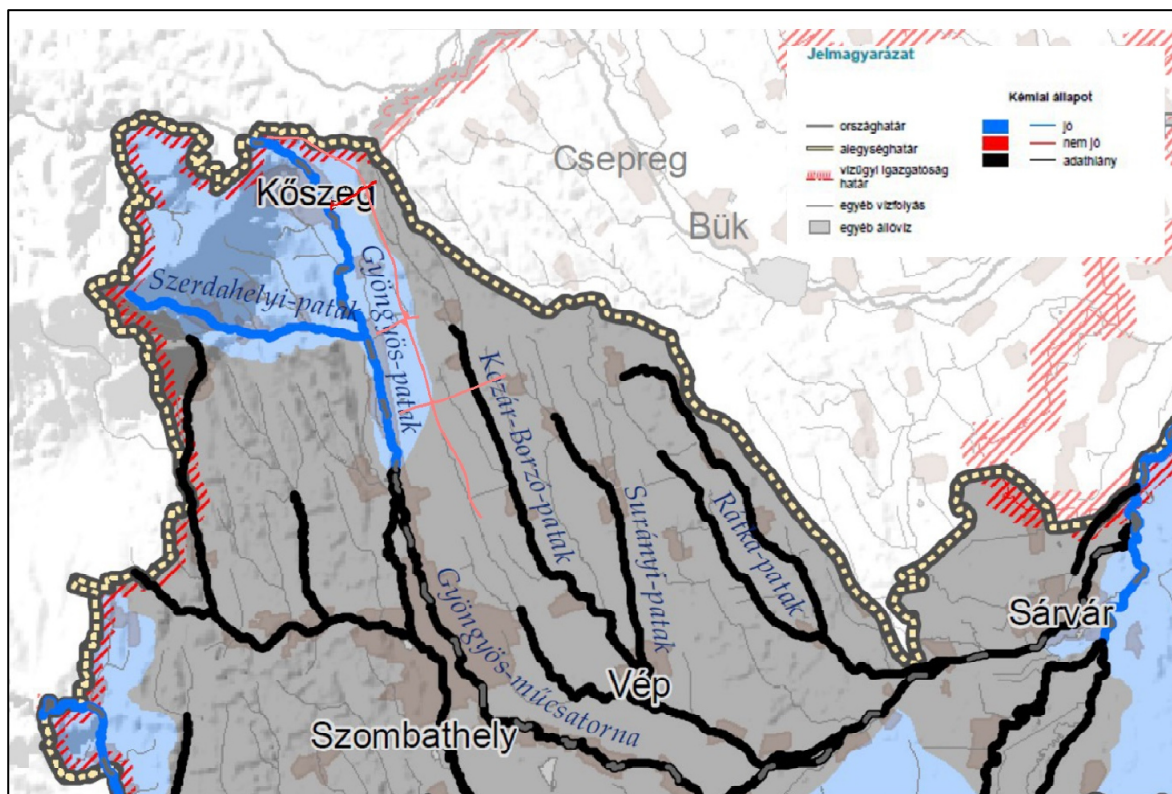 Jelmagyarázat
Kémiai állapot
országhatár
alegységhatár
vízügyi igazgatóság
határ
egyéb vízfolyás
egyéb állóvíz
jó
nem jó
adathiány
Csepreg
Bük
Kőszeg
Szerdahelyi-patak
Gyöngyös-patak
Kozár-Borzó-patak
Surányi-patak
Rátka-patak
Gyöngyös-műcsatorna
Sárvár
Vép
Szombathely